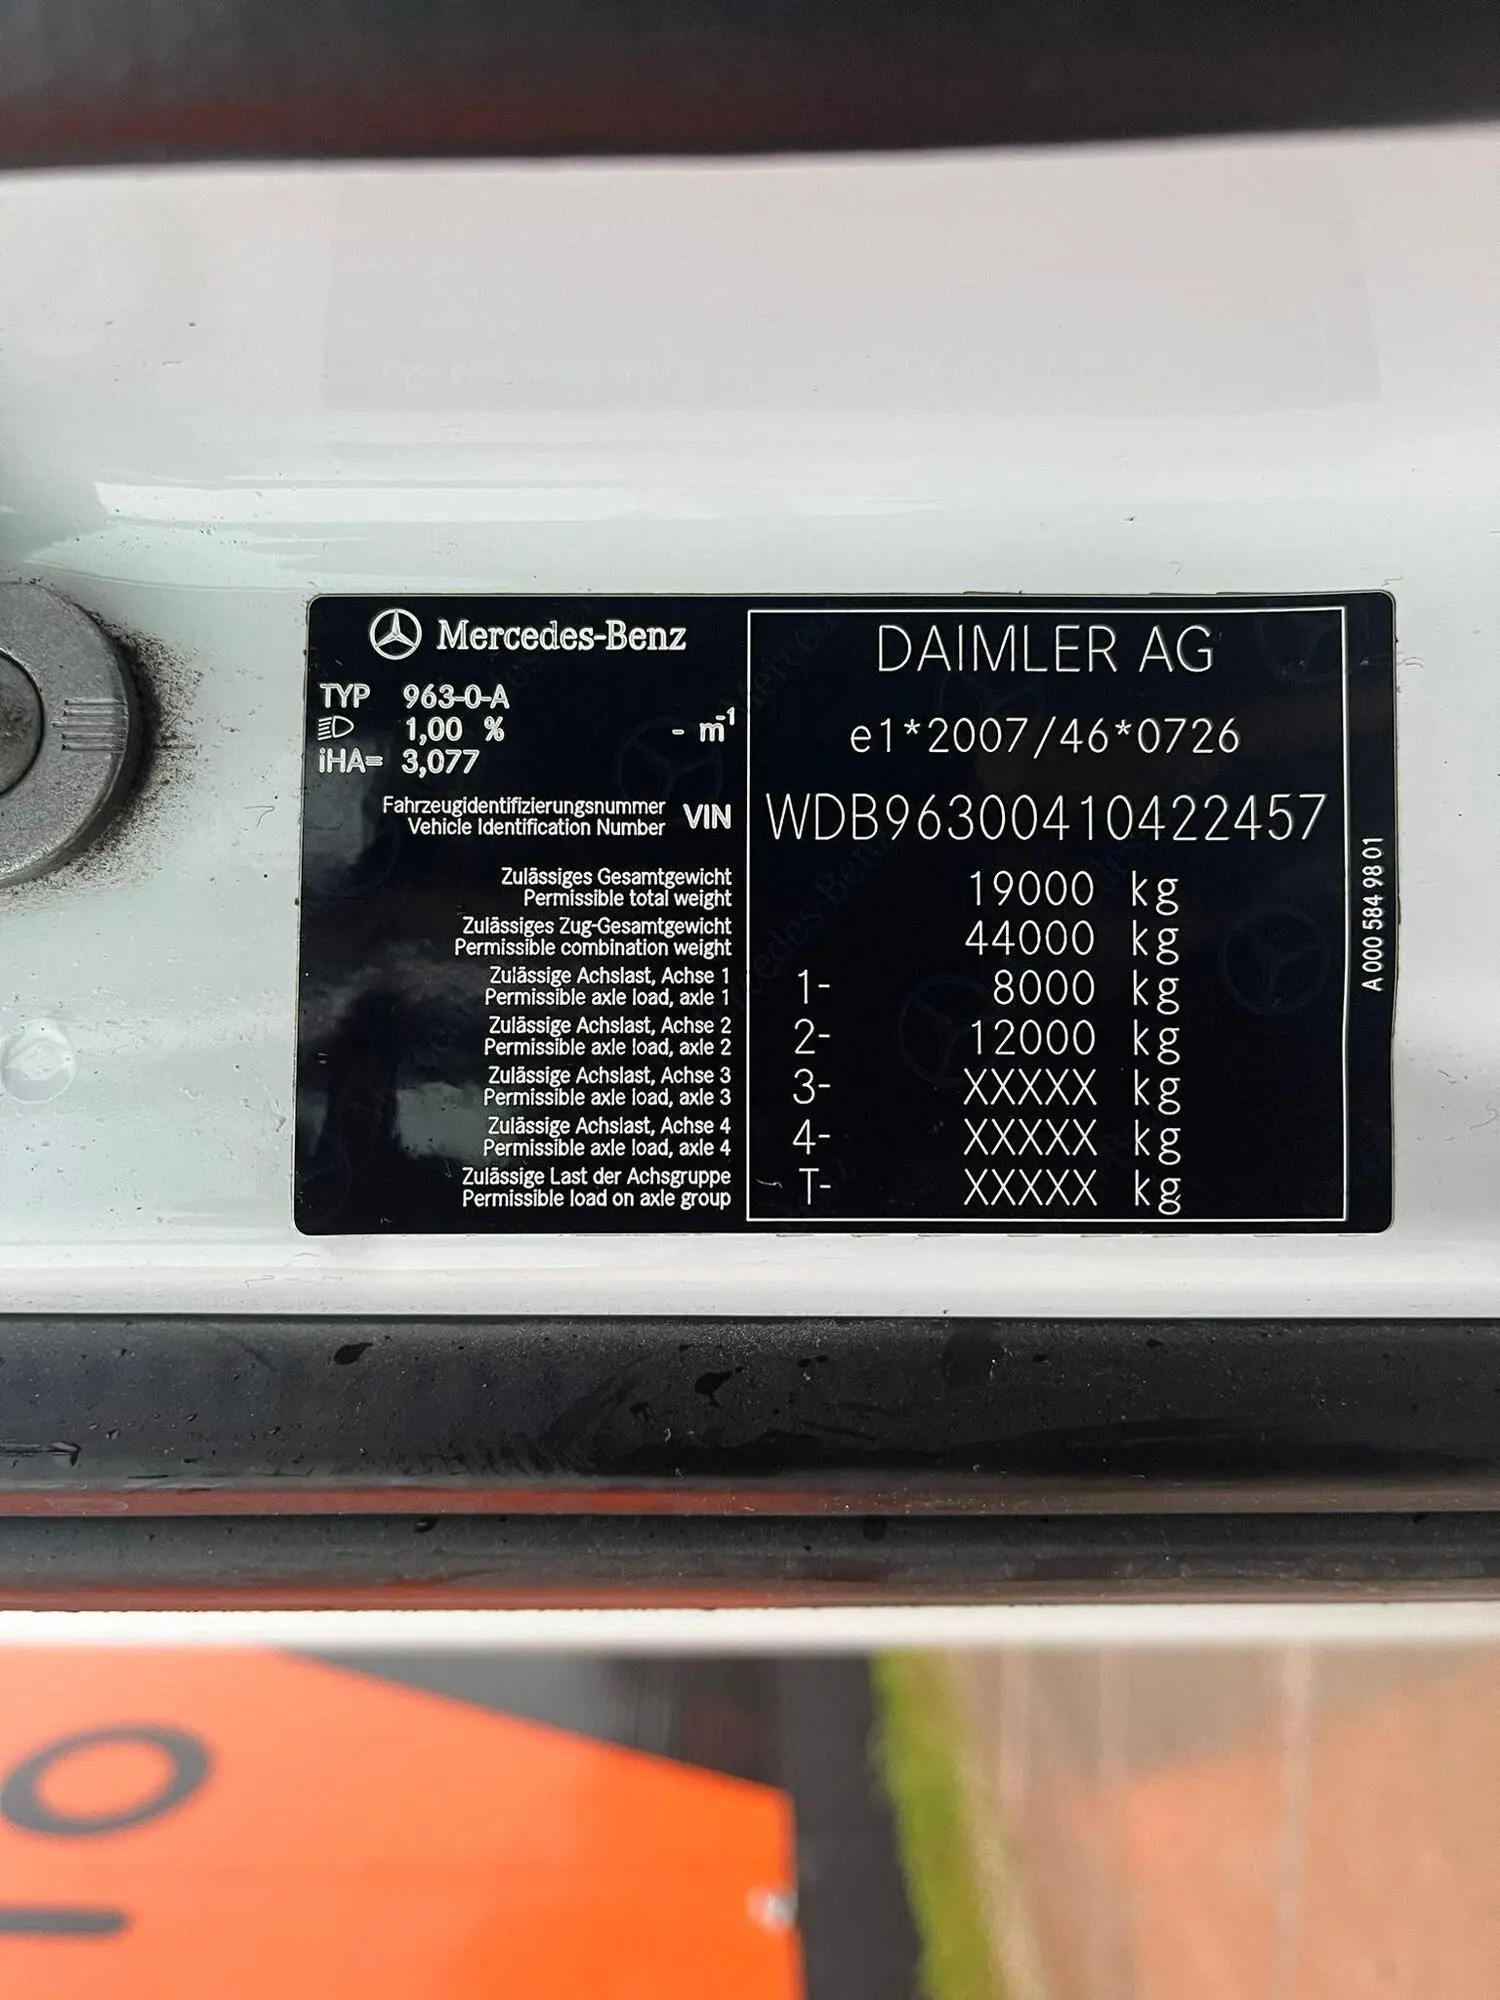 Mercedes-Benz
TYP 963-0-A
1,00 % - m-1
iHA= 3,077
DAIMLER AG
e1*2007/46*0726
Fahrzeugidentifizierungsnummer
Vehicle Identification Number
VIN WDB96300410422457
Zulässiges Gesamtgewicht
Permissible total weight
19000 kg
Zulässiges Zug-Gesamtgewicht
Permissible combination weight
44000 kg
Zulässige Achslast, Achse 1
Permissible axle load, axle 1
1- 8000 kg
Zulässige Achslast, Achse 2
Permissible axle load, axle 2
2- 12000 kg
Zulässige Achslast, Achse 3
Permissible axle load, axle 3
3- XXXXX kg
Zulässige Achslast, Achse 4
Permissible axle load, axle 4
4- XXXXX kg
Zulässige Last der Achsgruppe
Permissible load on axle group
T- XXXXX kg
A 000 584 98 01